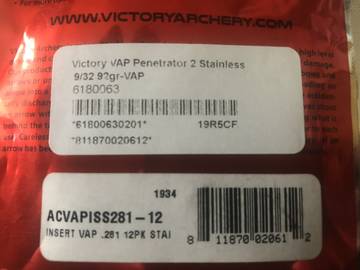 WWW.VICTORYARCHERY.COM
Victory VAP Penetrator 2 Stainless
9/32 92gr-VAP
6180063
*61800630201* 19R5CF
*811870020612*
1934
ACVAPISS281-12
INSERT VAP .281 12PK STAI
8 11870 02061 2